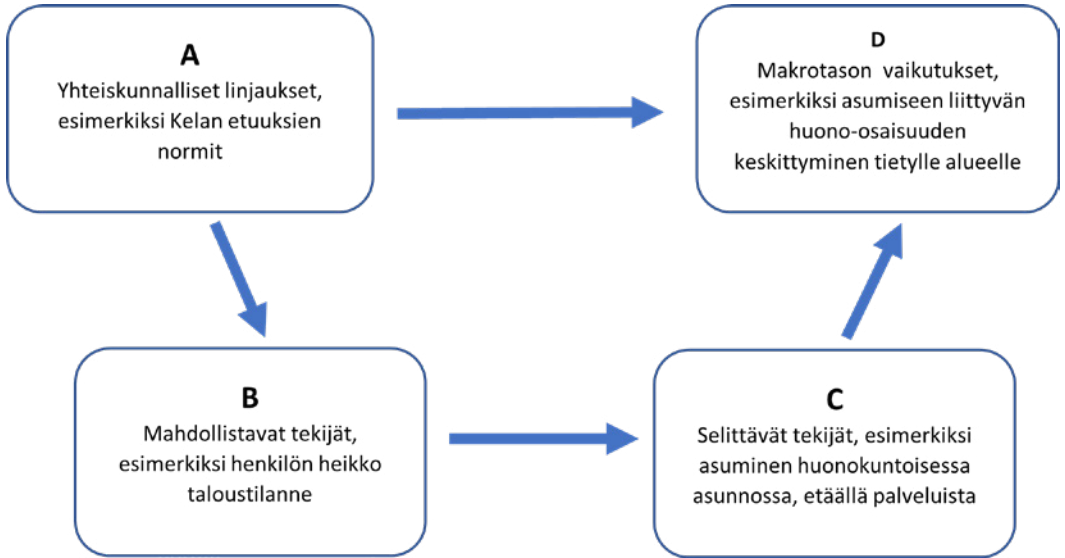 A
Yhteiskunnalliset linjaukset,
esimerkiksi Kelan etuuksien
normit
D
Makrotason vaikutukset,
esimerkiksi asumiseen liittyvän
huono-osaisuuden
keskittyminen tietylle alueelle
B
Mahdollistavat tekijät,
esimerkiksi henkilön heikko
taloustilanne
C
Selittävät tekijät, esimerkiksi
asuminen huonokuntoisessa
asunnossa, etäällä palveluista